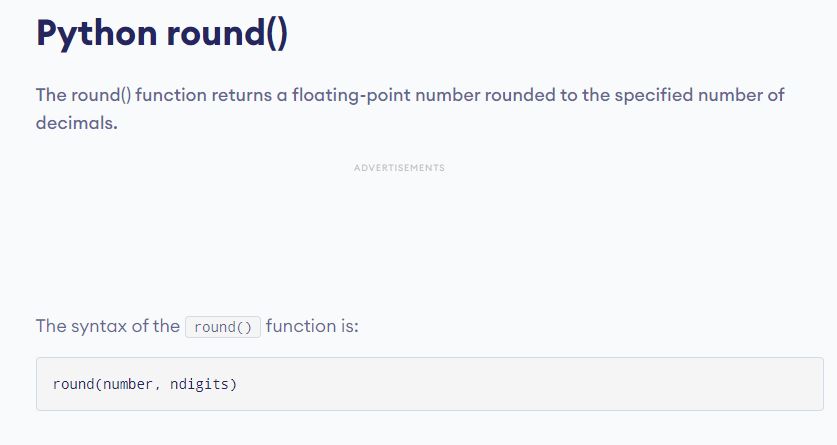 Python round()
The round() function returns a floating-point number rounded to the specified number of
decimals.
ADVERTISEMENTS
The syntax of the round() function is:
round(number, ndigits)